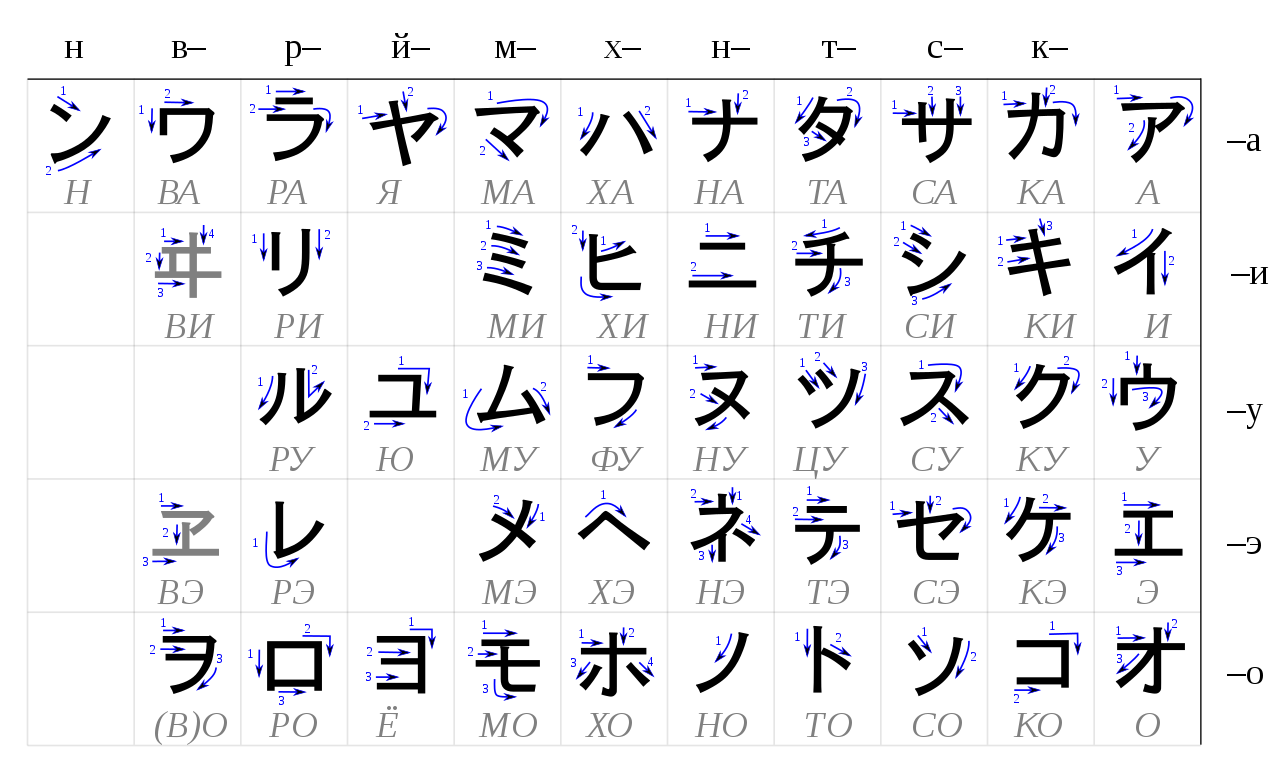 н в– р– й– м– х– н– т– с– к–
ン ワ ラ ヤ マ ハ ナ タ サ カ ア –а
Н ВА РА Я МА ХА НА ТА СА КА А
ヰ リ ミ ヒ ニ チ シ キ イ –и
ВИ РИ МИ ХИ НИ ТИ СИ КИ И
ル ユ ム フ ヌ ツ ス ク ウ –у
РУ Ю МУ ФУ НУ ЦУ СУ КУ У
ヱ レ メ ヘ ネ テ セ ケ エ –э
ВЭ РЭ МЭ ХЭ НЭ ТЭ СЭ КЭ Э
ヲ ロ ヨ モ ホ ノ ト ソ コ オ –о
(В)О РО Ё МО ХО НО ТО СО КО О